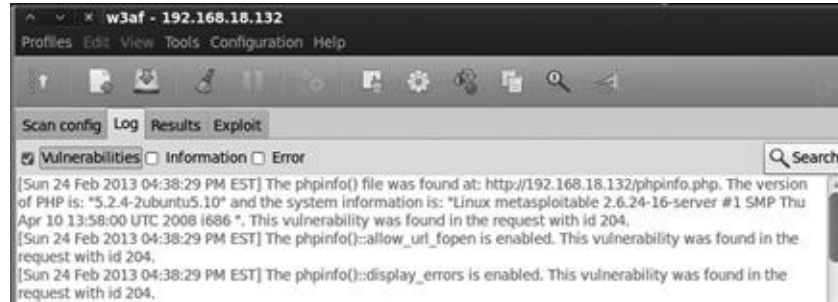 w3af - 192.168.18.132
Profiles Edit View Tools Configuration Help
Scan config Log Results Exploit
Vulnerabilities Information Error Search
[Sun 24 Feb 2013 04:38:29 PM EST] The phpinfo() file was found at: http://192.168.18.132/phpinfo.php. The version
of PHP is: "5.2.4-2ubuntu5.10" and the system information is: "Linux metasploitable 2.6.24-16-server #1 SMP Thu
Apr 10 13:58:00 UTC 2008 i686 ". This vulnerability was found in the request with id 204.
[Sun 24 Feb 2013 04:38:29 PM EST] The phpinfo()::allow_url_fopen is enabled. This vulnerability was found in the
request with id 204.
[Sun 24 Feb 2013 04:38:29 PM EST] The phpinfo()::display_errors is enabled. This vulnerability was found in the
request with id 204.